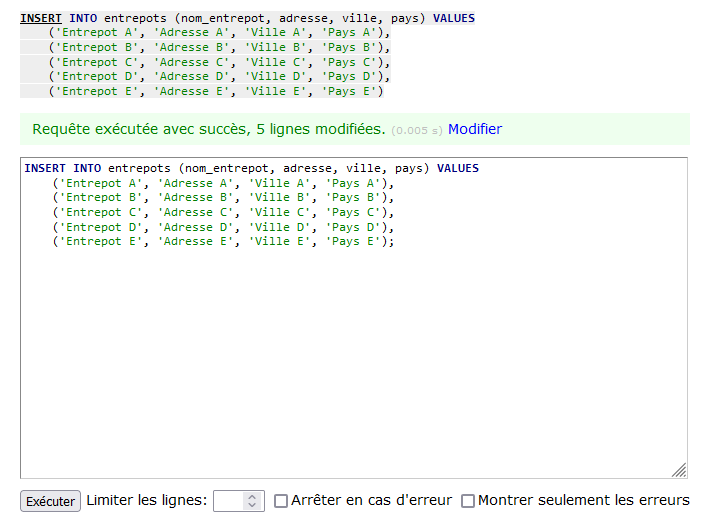 INSERT INTO entrepots (nom_entrepot, adresse, ville, pays) VALUES
('Entrepot A', 'Adresse A', 'Ville A', 'Pays A'),
('Entrepot B', 'Adresse B', 'Ville B', 'Pays B'),
('Entrepot C', 'Adresse C', 'Ville C', 'Pays C'),
('Entrepot D', 'Adresse D', 'Ville D', 'Pays D'),
('Entrepot E', 'Adresse E', 'Ville E', 'Pays E')
Requête exécutée avec succès, 5 lignes modifiées. (0.005 s) Modifier
INSERT INTO entrepots (nom_entrepot, adresse, ville, pays) VALUES
('Entrepot A', 'Adresse A', 'Ville A', 'Pays A'),
('Entrepot B', 'Adresse B', 'Ville B', 'Pays B'),
('Entrepot C', 'Adresse C', 'Ville C', 'Pays C'),
('Entrepot D', 'Adresse D', 'Ville D', 'Pays D'),
('Entrepot E', 'Adresse E', 'Ville E', 'Pays E');
Exécuter Limiter les lignes: Arrêter en cas d'erreur Montrer seulement les erreurs